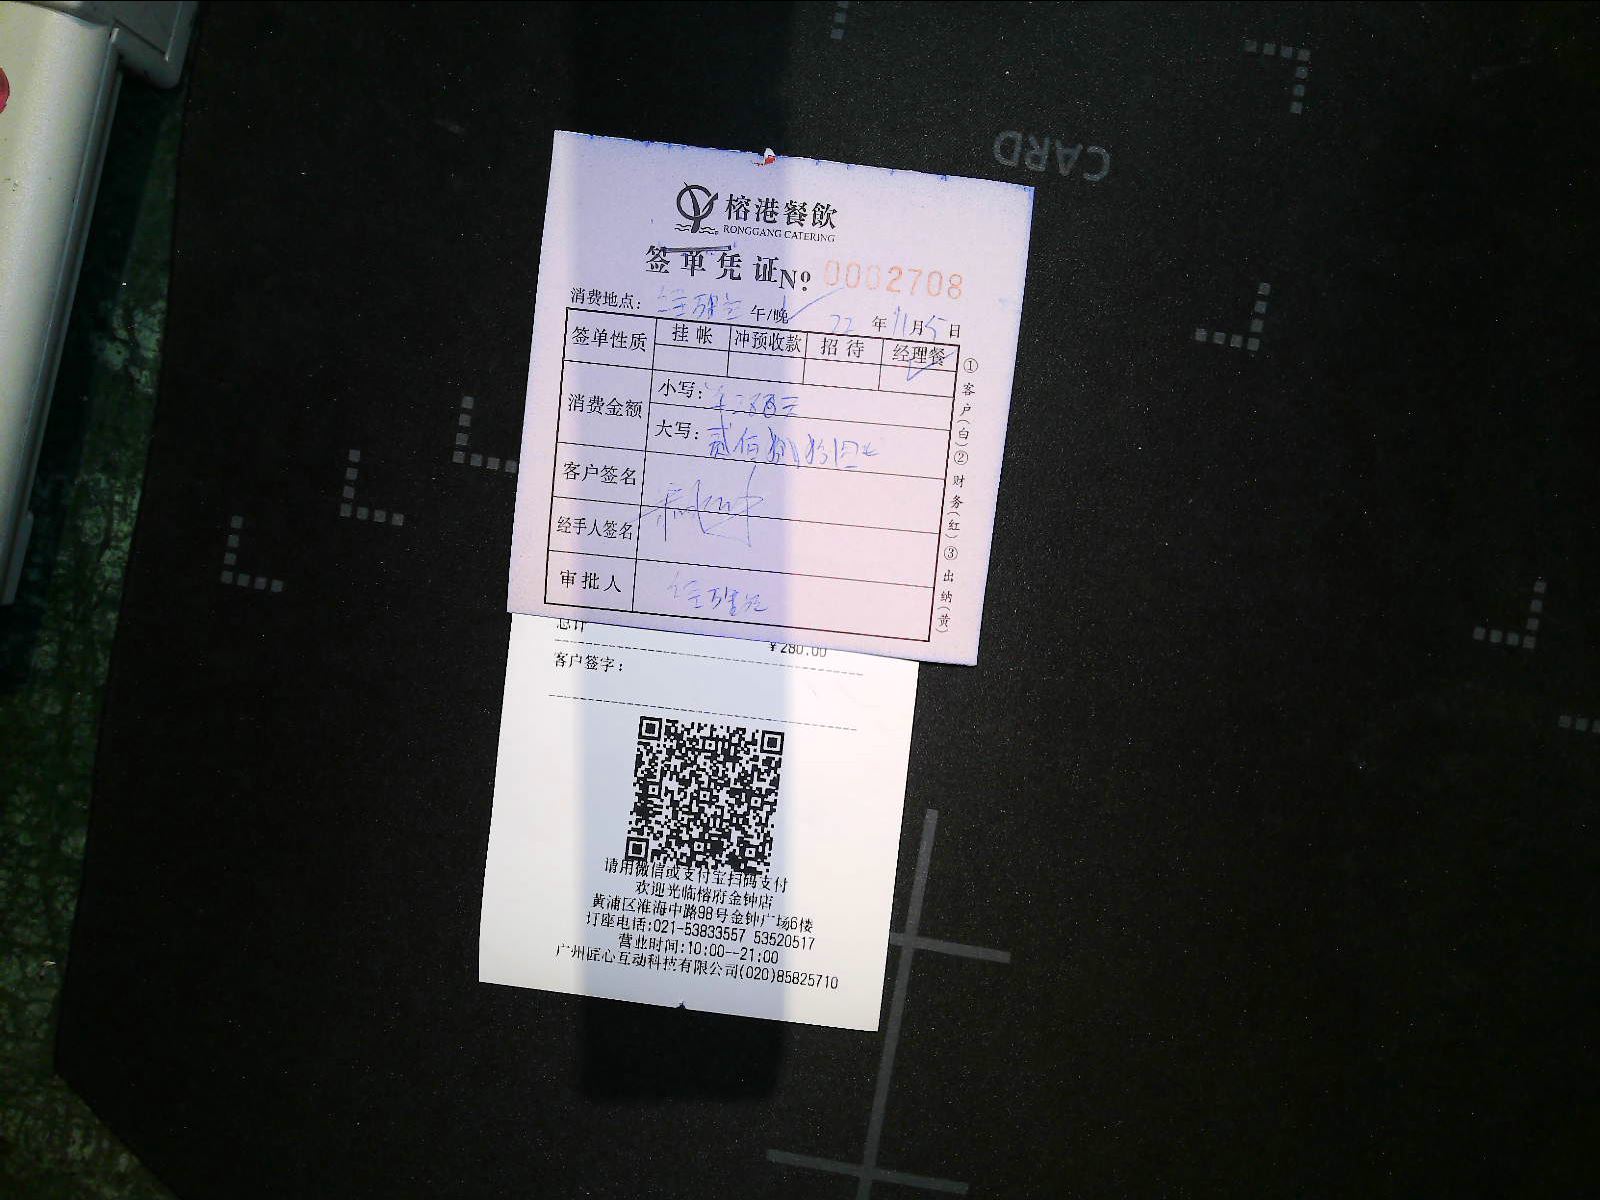 CARD
榕港餐飲
RONGGANG CATERING
签单凭证 No: 0002708
消费地点： 午/晚 22 年 11 月 5 日
签单性质 挂帐 冲预收款 招待 经理餐
消费金额 小写：
大写：贰佰捌拾
客户签名
经手人签名
审批人
①客户(白)②财务(红)③出纳(黄)
总计 ¥280.00
客户签字：
请用微信或支付宝扫码支付
欢迎光临榕府金钟店
黄浦区淮海中路98号金钟广场6楼
订座电话:021-53833557 53520517
营业时间:10:00--21:00
广州匠心互动科技有限公司(020)85825710